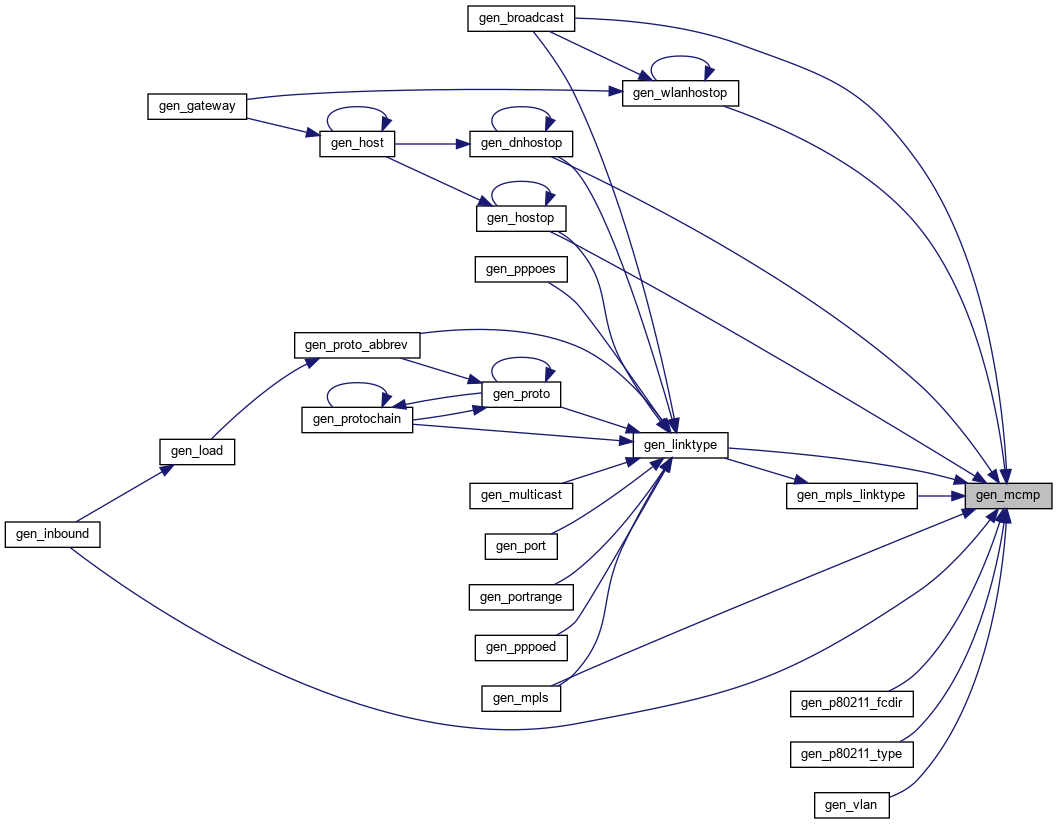 gen_broadcast
gen_wlanhostop
gen_gateway
gen_host
gen_dnhostop
gen_hostop
gen_pppoes
gen_proto_abbrev
gen_proto
gen_protochain
gen_linktype
gen_load
gen_multicast
gen_mpls_linktype
gen_mcmp
gen_inbound
gen_port
gen_portrange
gen_pppoed
gen_mpls
gen_p80211_fcdir
gen_p80211_type
gen_vlan